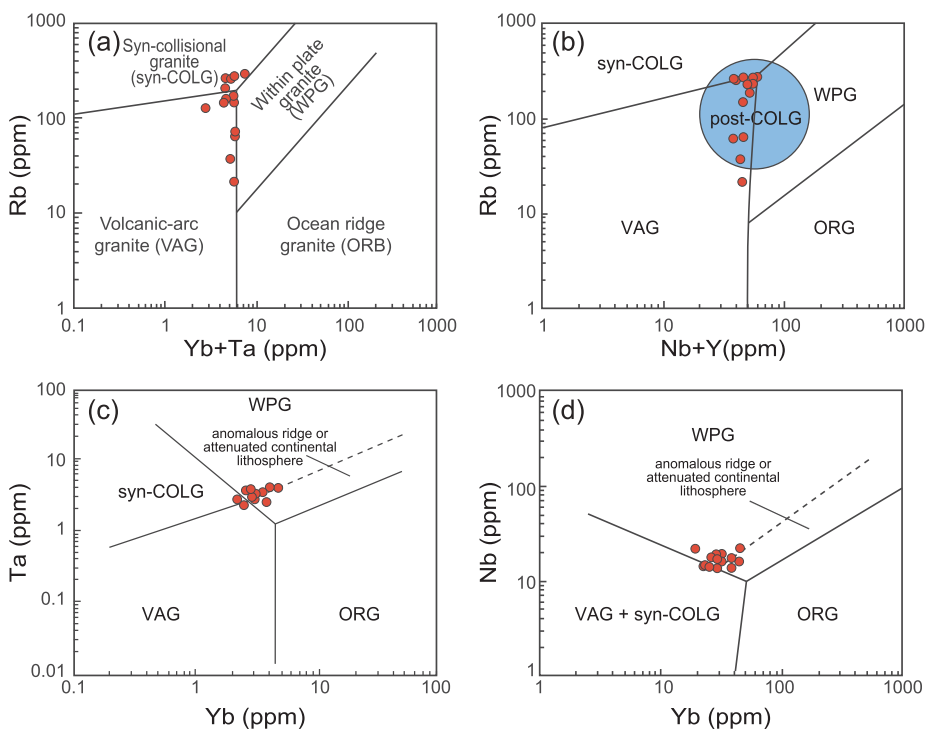 (a)
1000
100
10
1
Rb (ppm)
Syn-collisional
granite
(syn-COLG)
Within plate
granite
(WPG)
Volcanic-arc
granite (VAG)
Ocean ridge
granite (ORB)
0.1
1
10
100
1000
Yb+Ta (ppm)
(b)
1000
100
10
1
Rb (ppm)
syn-COLG
WPG
post-COLG
VAG
ORG
1
10
100
1000
Nb+Y(ppm)
(c)
100
10
1
0.1
0.01
Ta (ppm)
WPG
anomalous ridge or
attenuated continental
lithosphere
syn-COLG
VAG
ORG
0.1
1
10
100
Yb (ppm)
(d)
1000
100
10
1
Nb (ppm)
WPG
anomalous ridge or
attenuated continental
lithosphere
VAG + syn-COLG
ORG
1
10
100
1000
Yb (ppm)